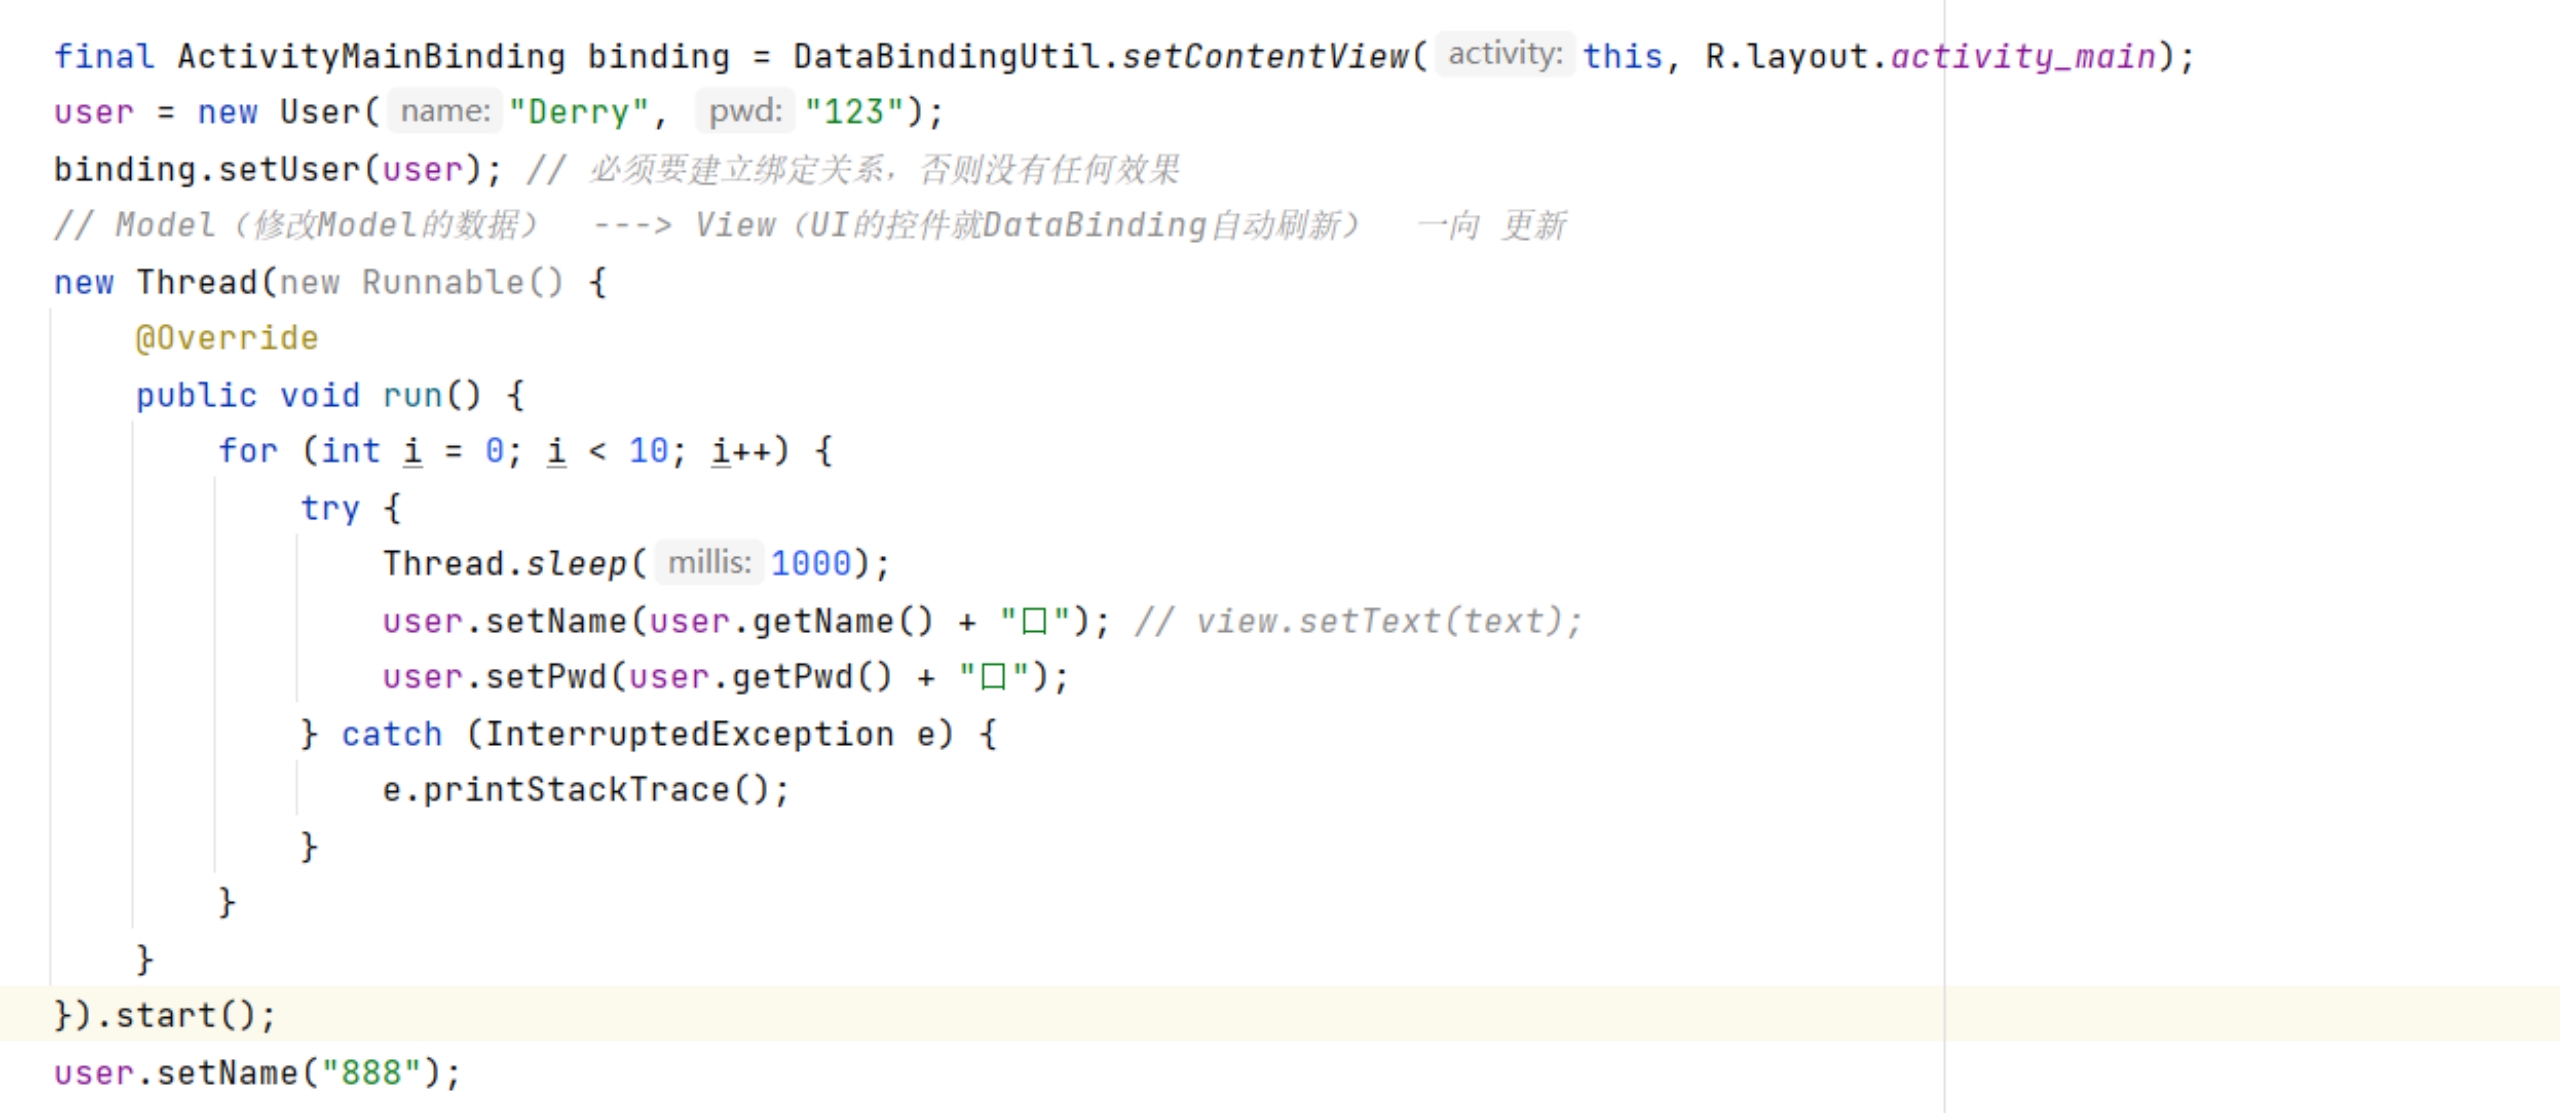 final ActivityMainBinding binding = DataBindingUtil.setContentView( activity: this, R.layout.activity_main);
user = new User( name: "Derry", pwd: "123");
binding.setUser(user); // 必须要建立绑定关系，否则没有任何效果
// Model（修改Model的数据） ---> View（UI的控件就DataBinding自动刷新） 一向 更新
new Thread(new Runnable() {
@Override
public void run() {
for (int i = 0; i < 10; i++) {
try {
Thread.sleep( millis: 1000);
user.setName(user.getName() + "□"); // view.setText(text);
user.setPwd(user.getPwd() + "□");
} catch (InterruptedException e) {
e.printStackTrace();
}
}
}
}).start();
user.setName("888");